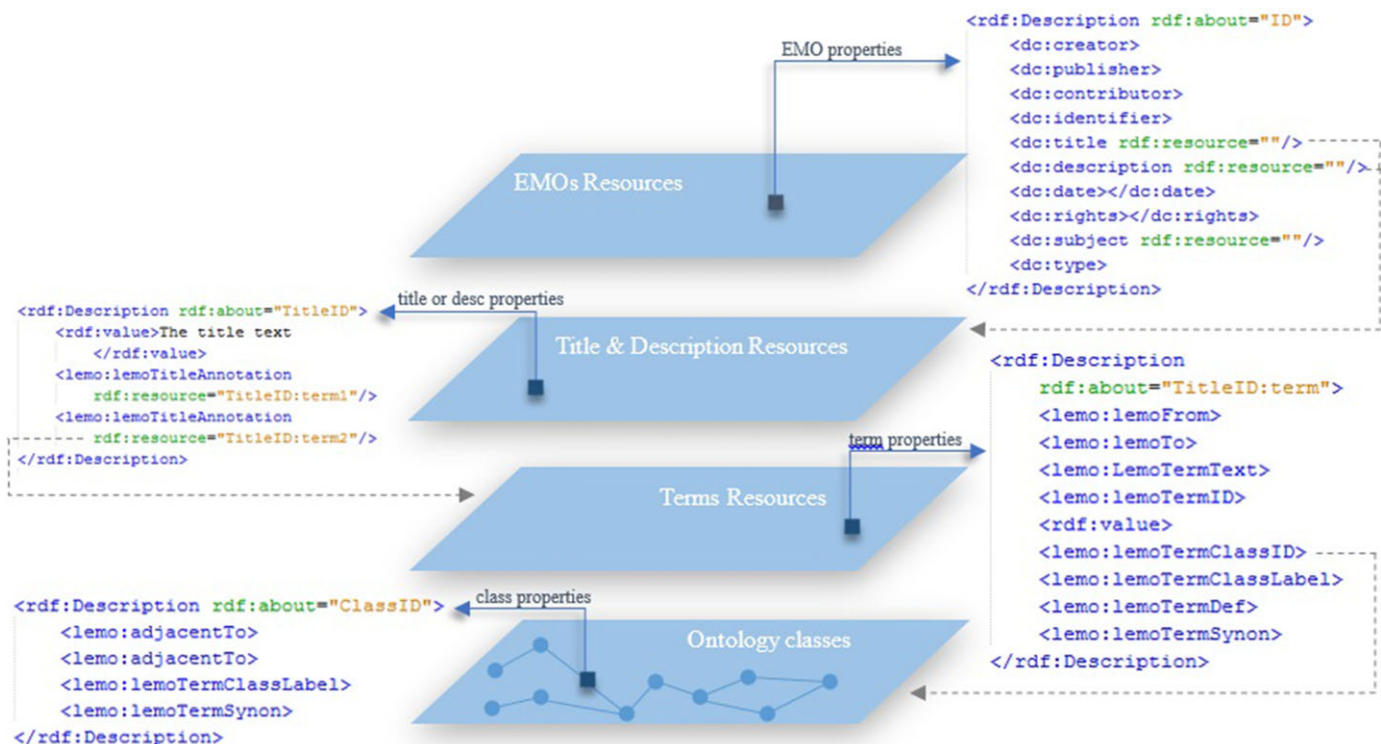 EMO properties
<rdf:Description rdf:about="ID">
<dc:creator>
<dc:publisher>
<dc:contributor>
<dc:identifier>
<dc:title rdf:resource=""/>
<dc:description rdf:resource=""/>
<dc:date></dc:date>
<dc:rights></dc:rights>
<dc:subject rdf:resource=""/>
<dc:type>
</rdf:Description>
EMOs Resources
title or desc properties
<rdf:Description rdf:about="TitleID">
<rdf:value>The title text
</rdf:value>
<lemo:lemoTitleAnnotation
rdf:resource="TitleID:term1"/>
<lemo:lemoTitleAnnotation
rdf:resource="TitleID:term2"/>
</rdf:Description>
Title & Description Resources
term properties
<rdf:Description
rdf:about="TitleID:term">
<lemo:lemoFrom>
<lemo:lemoTo>
<lemo:LemoTermText>
<lemo:lemoTermID>
<rdf:value>
<lemo:lemoTermClassID>
<lemo:lemoTermClassLabel>
<lemo:lemoTermDef>
<lemo:lemoTermSynon>
</rdf:Description>
Terms Resources
class properties
<rdf:Description rdf:about="ClassID">
<lemo:adjacentTo>
<lemo:adjacentTo>
<lemo:lemoTermClassLabel>
<lemo:lemoTermSynon>
</rdf:Description>
Ontology classes